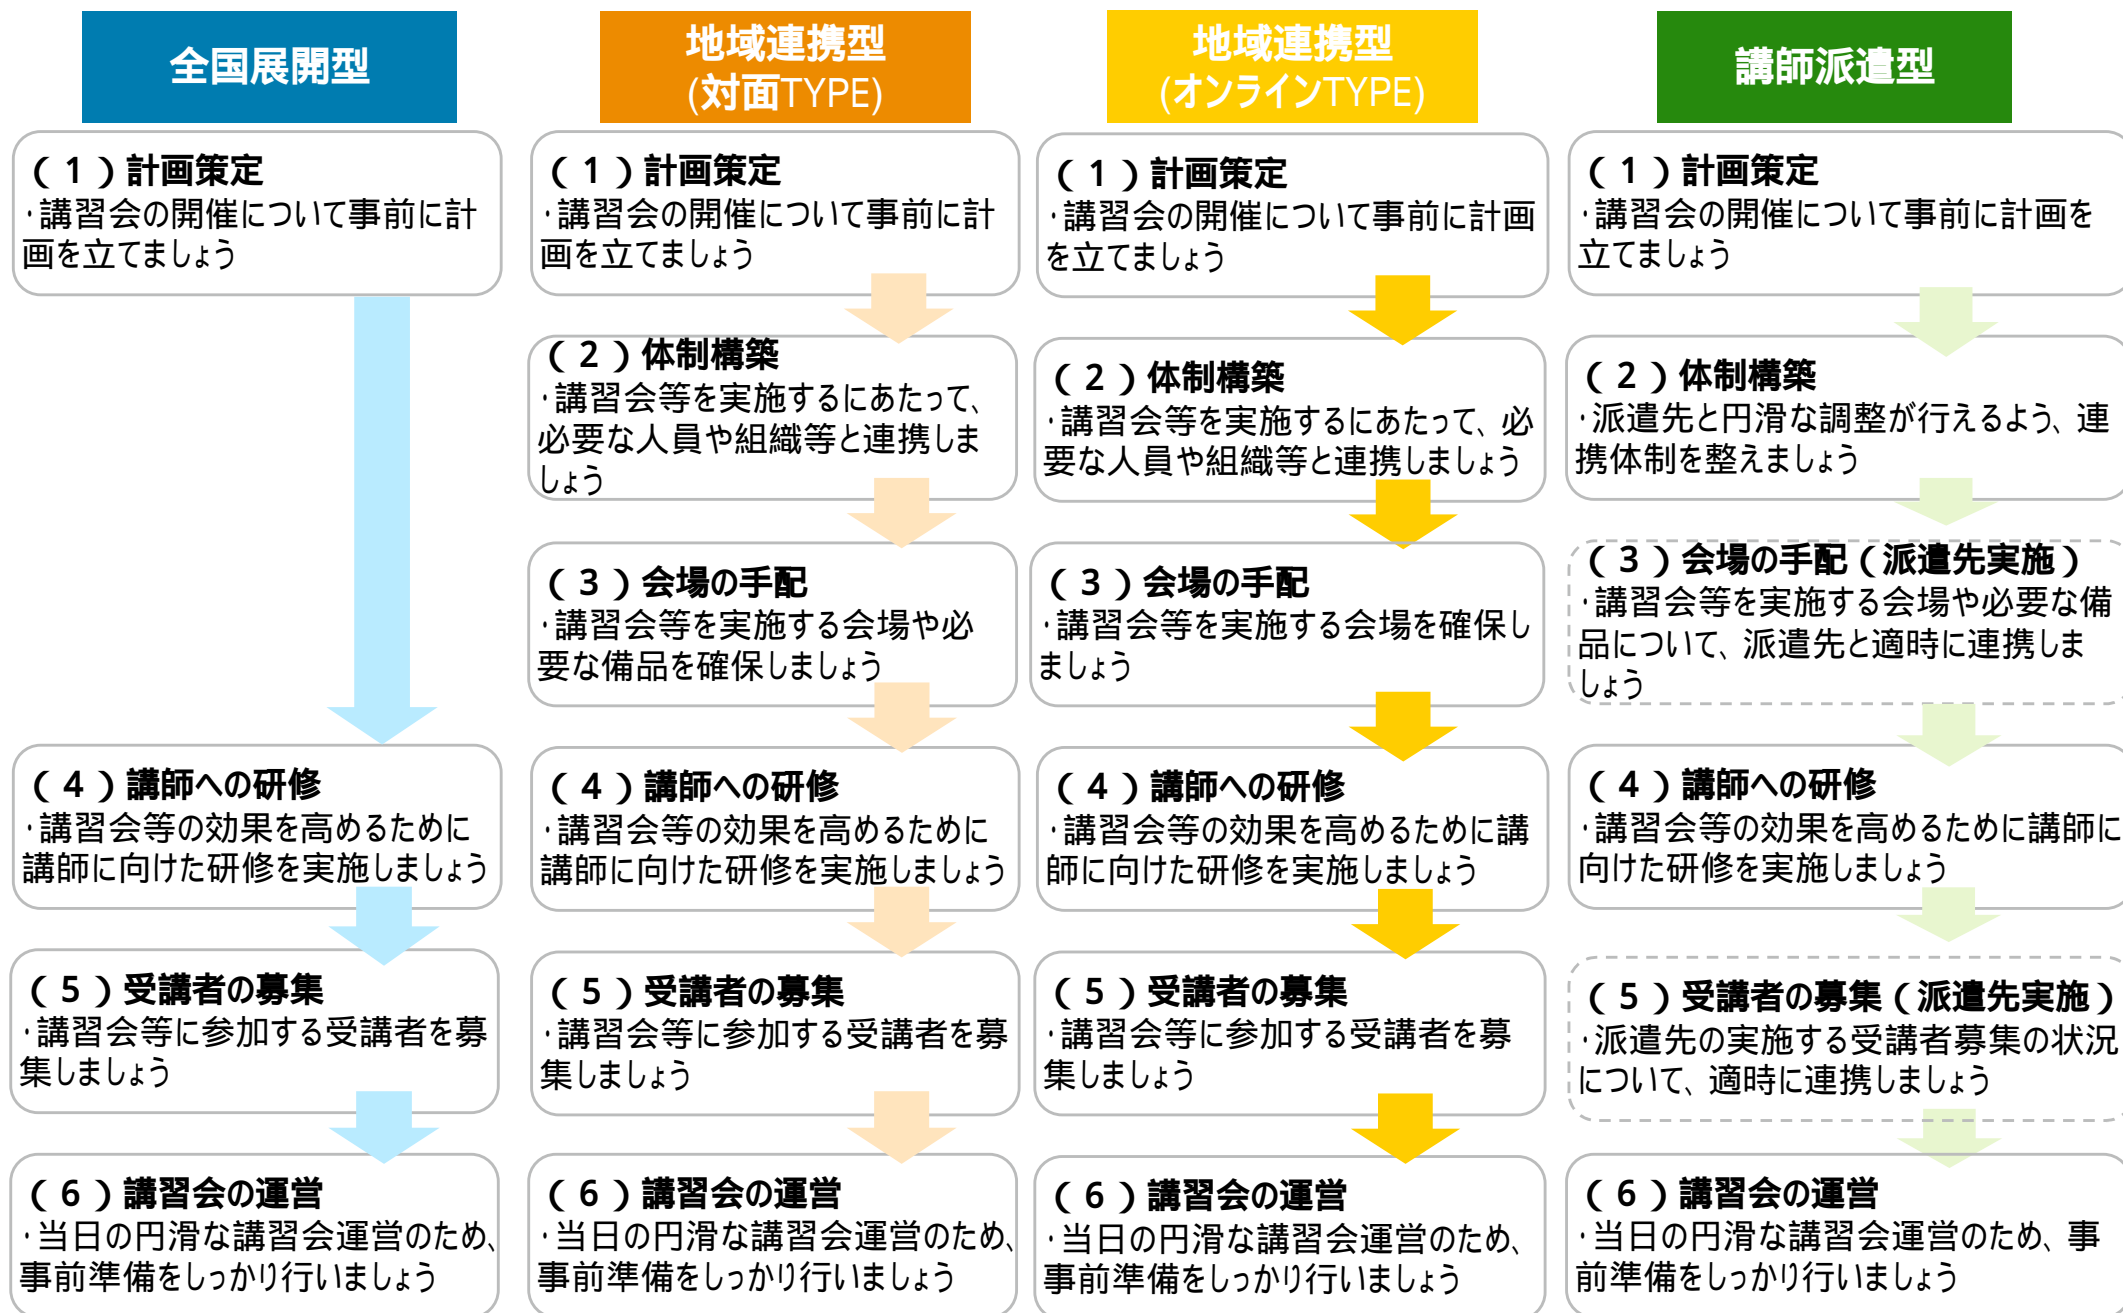 全国展開型
(1)計画策定
・講習会の開催について事前に計
画を立てましょう
(4)講師への研修
・講習会等の効果を高めるために
講師に向けた研修を実施しましょう
(5)受講者の募集
・講習会等に参加する受講者を募
集しましょう
(6)講習会の運営
・当日の円滑な講習会運営のため、
事前準備をしっかり行いましょう
地域連携型
(対面TYPE)
(1)計画策定
・講習会の開催について事前に計
画を立てましょう
(2)体制構築
・講習会等を実施するにあたって、
必要な人員や組織等と連携しま
しょう
(3)会場の手配
・講習会等を実施する会場や必
要な備品を確保しましょう
(4)講師への研修
・講習会等の効果を高めるために
講師に向けた研修を実施しましょう
(5)受講者の募集
・講習会等に参加する受講者を募
集しましょう
(6)講習会の運営
・当日の円滑な講習会運営のため、
事前準備をしっかり行いましょう
地域連携型
(オンラインTYPE)
(1)計画策定
・講習会の開催について事前に計画
を立てましょう
(2)体制構築
・講習会等を実施するにあたって、必
要な人員や組織等と連携しましょう
(3)会場の手配
・講習会等を実施する会場を確保し
ましょう
(4)講師への研修
・講習会等の効果を高めるために講
師に向けた研修を実施しましょう
(5)受講者の募集
・講習会等に参加する受講者を募
集しましょう
(6)講習会の運営
・当日の円滑な講習会運営のため、
事前準備をしっかり行いましょう
講師派遣型
(1)計画策定
・講習会の開催について事前に計画を
立てましょう
(2)体制構築
・派遣先と円滑な調整が行えるよう、連
携体制を整えましょう
(3)会場の手配(派遣先実施)
・講習会等を実施する会場や必要な備
品について、派遣先と適時に連携しま
しょう
(4)講師への研修
・講習会等の効果を高めるために講師に
向けた研修を実施しましょう
(5)受講者の募集(派遣先実施)
・派遣先の実施する受講者募集の状況
について、適時に連携しましょう
(6)講習会の運営
・当日の円滑な講習会運営のため、事
前準備をしっかり行いましょう